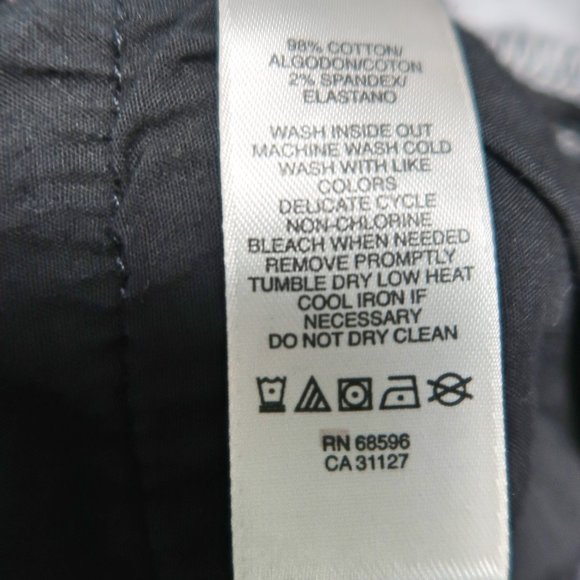 98% COTTON/
ALGODON/COTON
2% SPANDEX/
ELASTANO
WASH INSIDE OUT
MACHINE WASH COLD
WASH WITH LIKE
COLORS
DELICATE CYCLE
NON-CHLORINE
BLEACH WHEN NEEDED
REMOVE PROMPTLY
TUMBLE DRY LOW HEAT
COOL IRON IF
NECESSARY
DO NOT DRY CLEAN
RN 68596
CA 31127